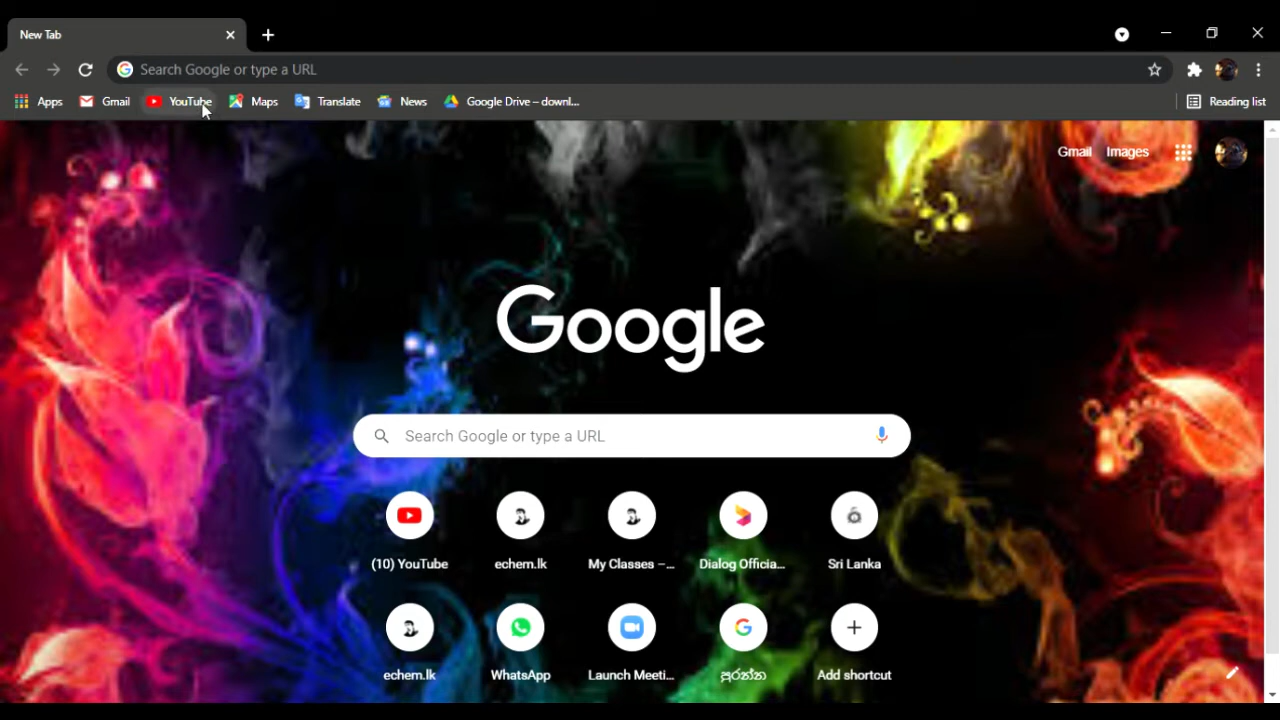 New Tab
Search Google or type a URL
Apps Gmail YouTube Maps Translate News Google Drive – downl... Reading list
Gmail Images
Google
Search Google or type a URL
(10) YouTube echem.lk My Classes –... Dialog Officia... Sri Lanka
echem.lk WhatsApp Launch Meeti... පුරන්න Add shortcut